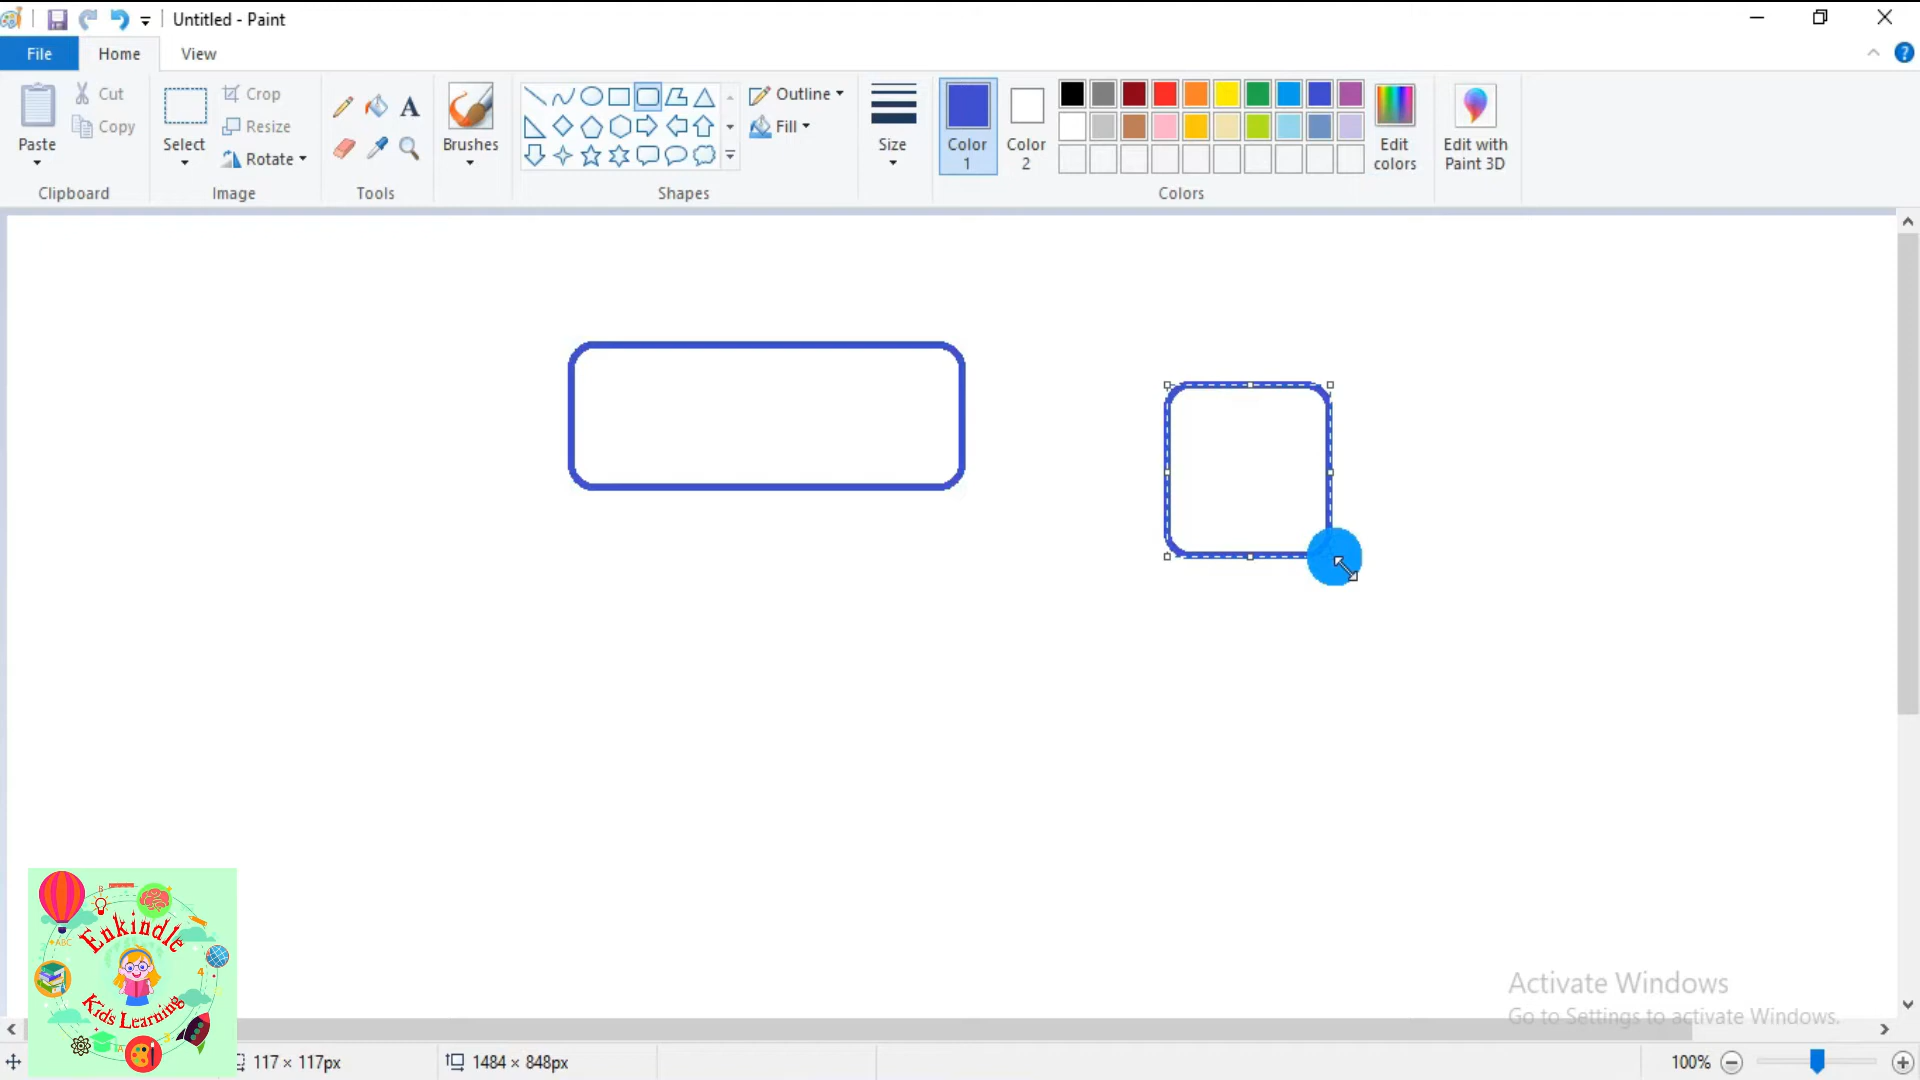 Untitled - Paint
File Home View
Paste Cut Copy
Clipboard
Select Crop Resize Rotate
Image
Tools
Brushes
Shapes
Outline
Fill
Size
Color 1
Color 2
Edit colors
Colors
Edit with Paint 3D
Enkindle
Kids Learning
ABC
Activate Windows
Go to Settings to activate Windows.
117 × 117px
1484 × 848px
100%